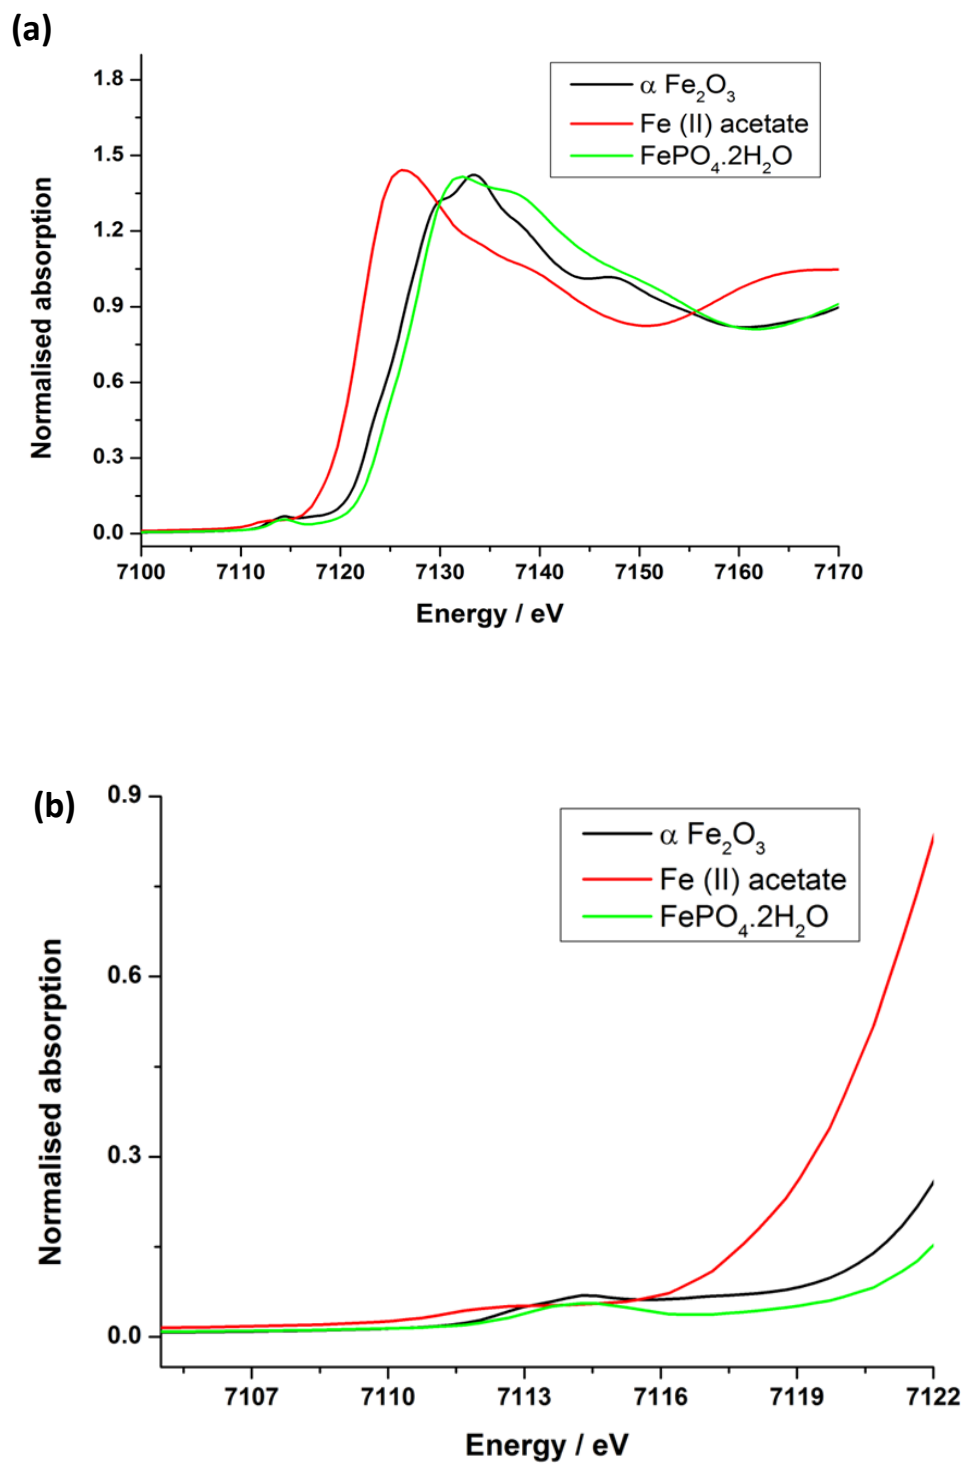 (a)
1.8
1.5
1.2
0.9
0.6
0.3
0.0
Normalised absorption
α Fe₂O₃
Fe (II) acetate
FePO₄.2H₂O
7100 7110 7120 7130 7140 7150 7160 7170
Energy / eV
(b)
0.9
0.6
0.3
0.0
Normalised absorption
α Fe₂O₃
Fe (II) acetate
FePO₄.2H₂O
7107 7110 7113 7116 7119 7122
Energy / eV